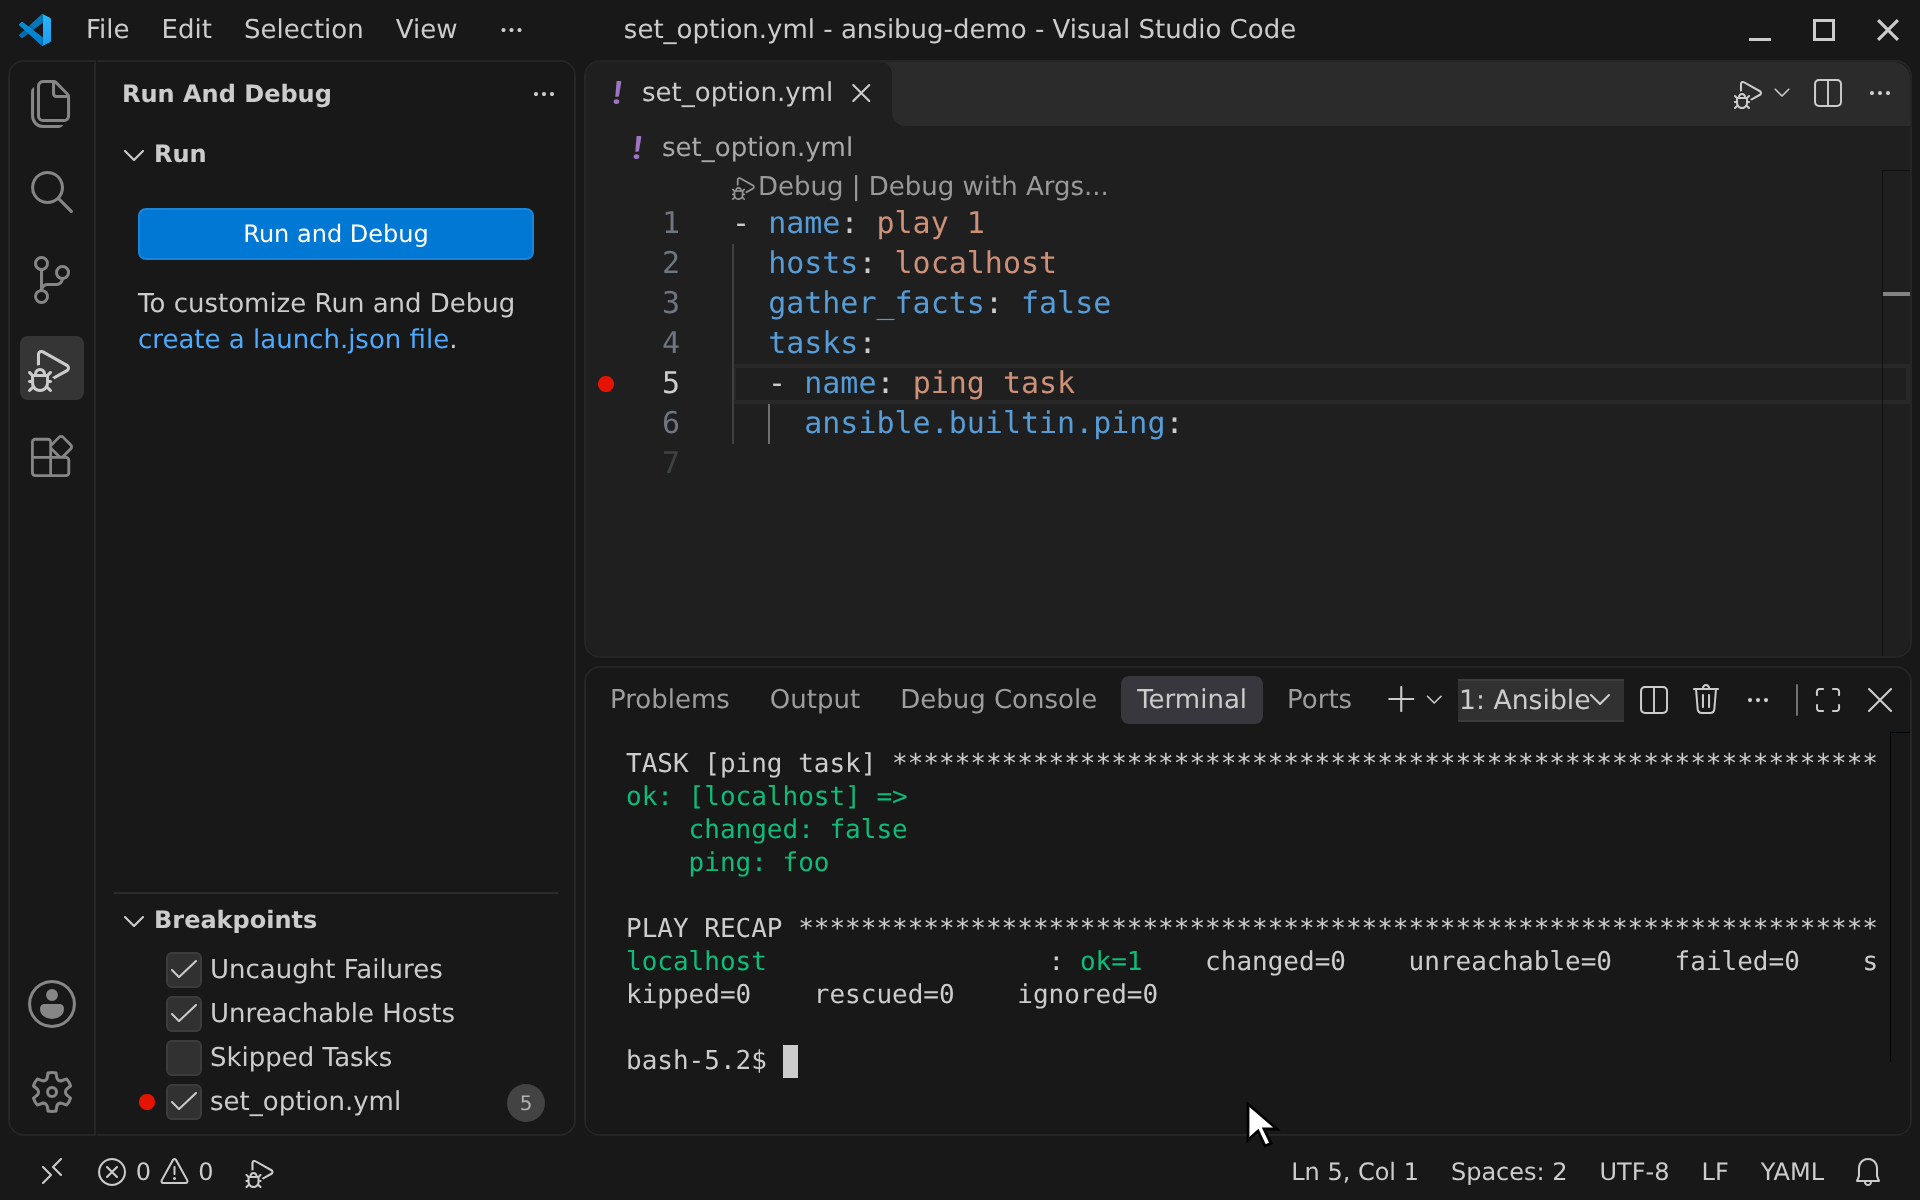 File Edit Selection View ··· set_option.yml - ansibug-demo - Visual Studio Code
Run And Debug ···
Run
Run and Debug
To customize Run and Debug
create a launch.json file.
Breakpoints
Uncaught Failures
Unreachable Hosts
Skipped Tasks
set_option.yml 5
! set_option.yml
! set_option.yml
Debug | Debug with Args...
1 - name: play 1
2 hosts: localhost
3 gather_facts: false
4 tasks:
5 - name: ping task
6 ansible.builtin.ping:
7
Problems Output Debug Console Terminal Ports 1: Ansible
TASK [ping task] ***************************************************************
ok: [localhost] =>
changed: false
ping: foo
PLAY RECAP *********************************************************************
localhost : ok=1 changed=0 unreachable=0 failed=0 s
kipped=0 rescued=0 ignored=0
bash-5.2$
0 0 Ln 5, Col 1 Spaces: 2 UTF-8 LF YAML